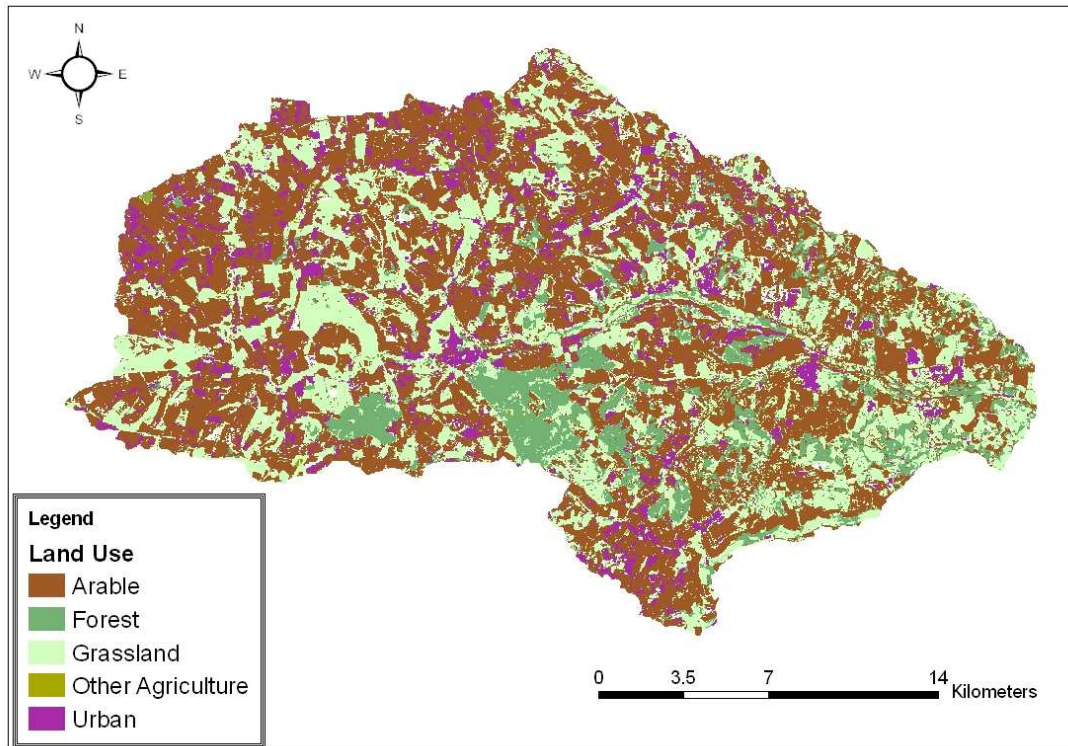 N
W E
S
Legend
Land Use
Arable
Forest
Grassland
Other Agriculture
Urban
0 3.5 7 14
Kilometers